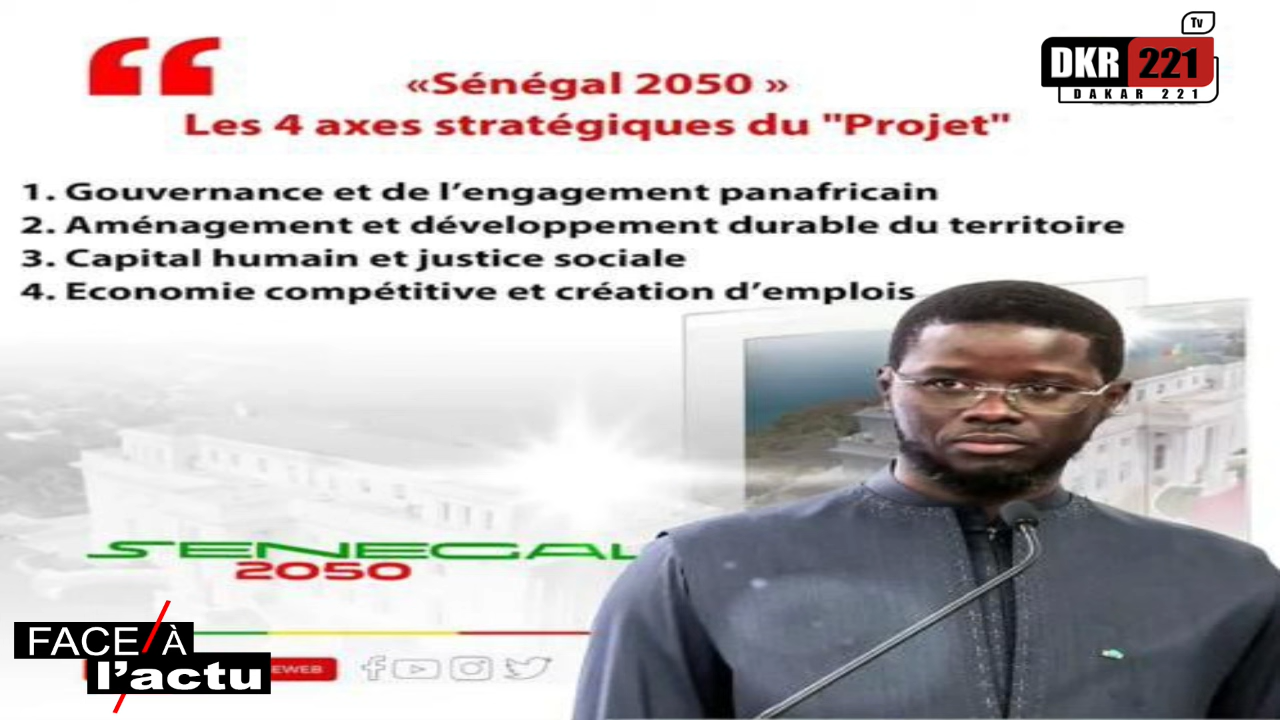 «Sénégal 2050 »
Les 4 axes stratégiques du "Projet"
1. Gouvernance et de l'engagement panafricain
2. Aménagement et développement durable du territoire
3. Capital humain et justice sociale
4. Economie compétitive et création d'emplois
Tv
DKR 221
DAKAR 221
SENEGAL
2050
FACE/À
l'actu
EWEB